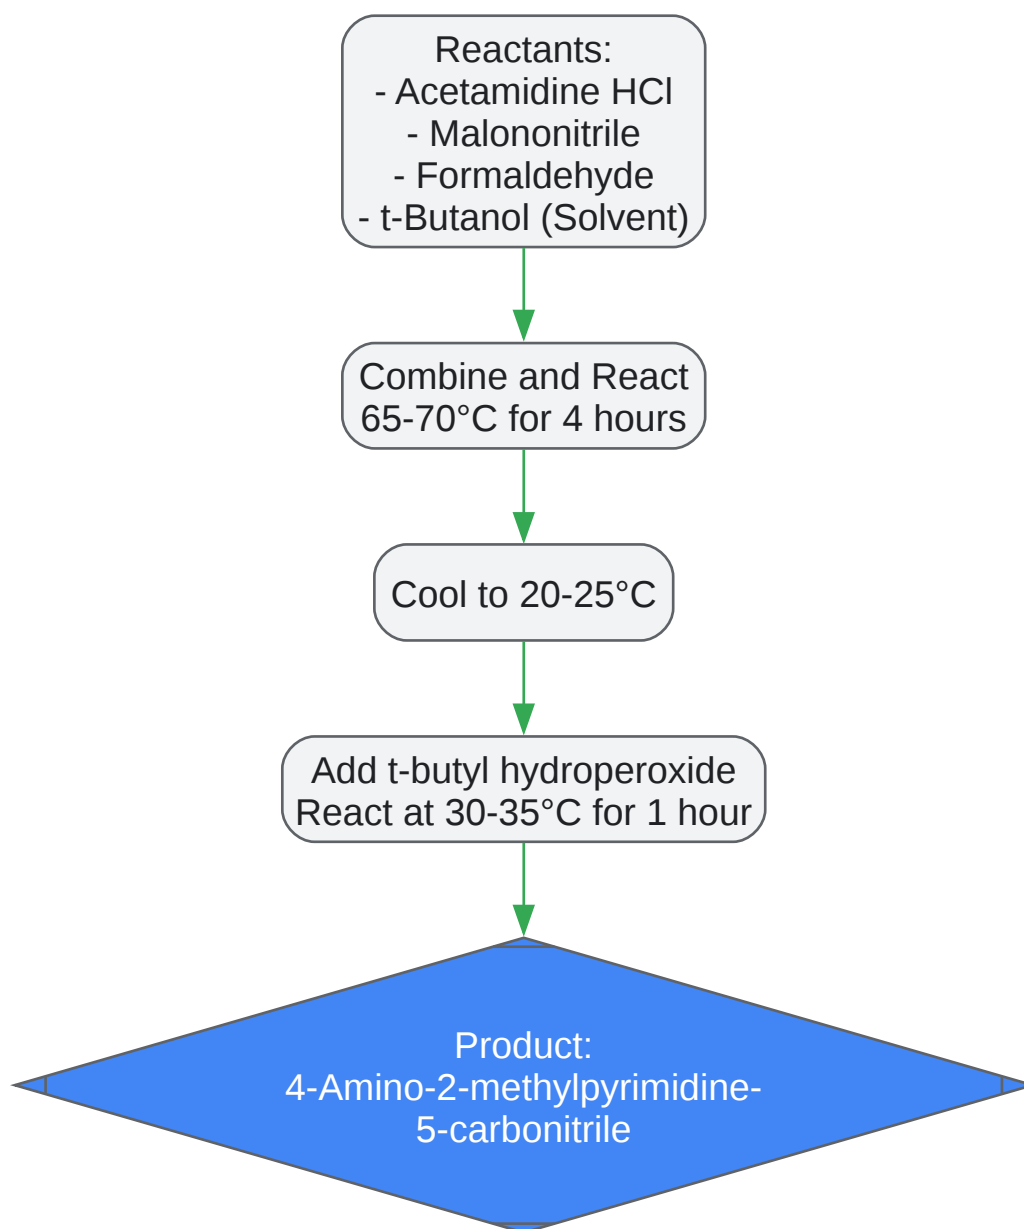 Reactants:
- Acetamidine HCl
- Malononitrile
- Formaldehyde
- t-Butanol (Solvent)
Combine and React
65-70°C for 4 hours
Cool to 20-25°C
Add t-butyl hydroperoxide
React at 30-35°C for 1 hour
Product:
4-Amino-2-methylpyrimidine-
5-carbonitrile